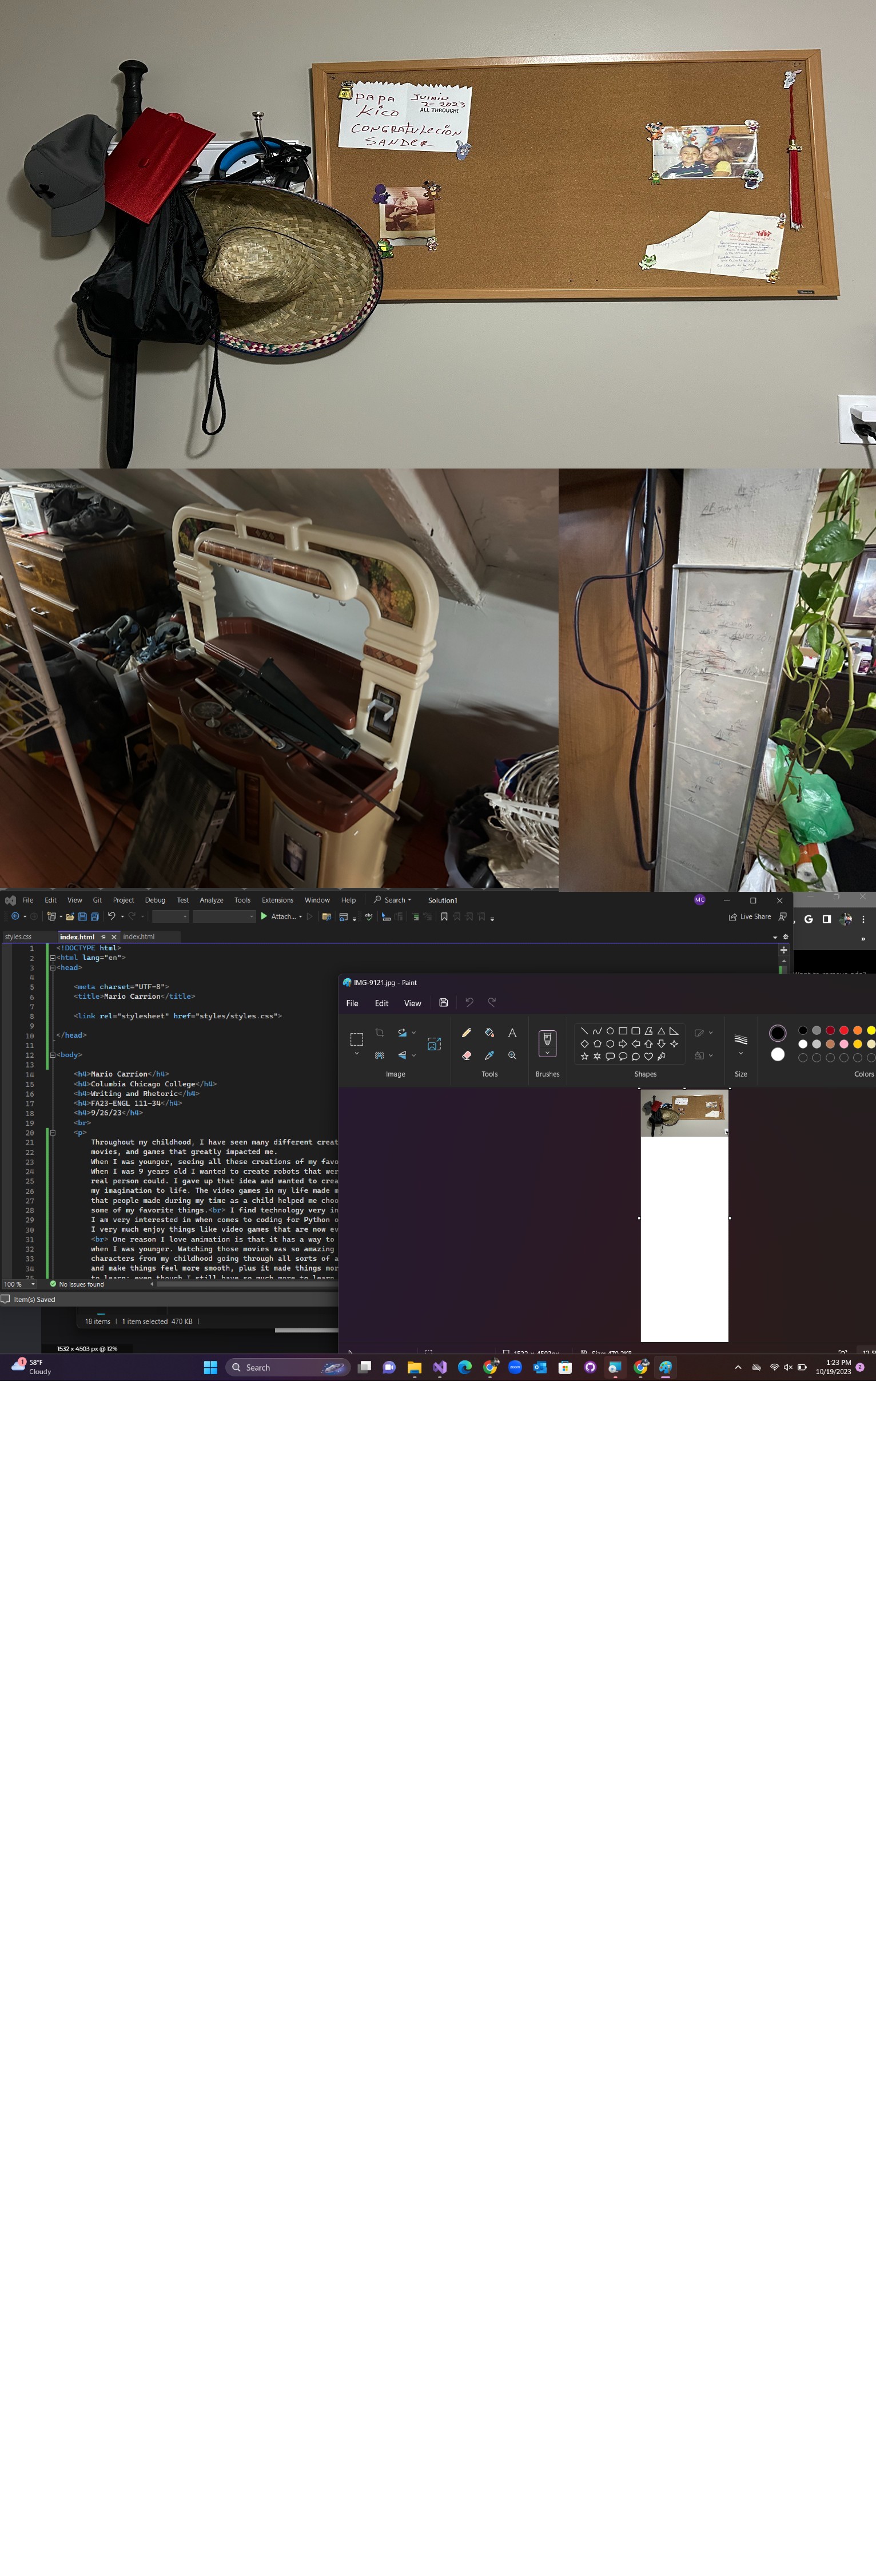 PAPA
KICO
JUINIO
2-2023
ALL THROUGH!
CONGRATULECION
SANDER
AF
File Edit View Git Project Debug Test Analyze Tools Extensions Window Help Search Solution1 MC
Attach... Live Share
styles.css index.html index.html
1 <!DOCTYPE html>
2 <html lang="en">
3 <head>
4
5 <meta charset="UTF-8">
6 <title>Mario Carrion</title>
7
8 <link rel="stylesheet" href="styles/styles.css">
9
10 </head>
11
12 <body>
13
14 <h4>Mario Carrion</h4>
15 <h4>Columbia Chicago College</h4>
16 <h4>Writing and Rhetoric</h4>
17 <h4>FA23-ENGL 111-34</h4>
18 <h4>9/26/23</h4>
19 <br>
20 <p>
21 Throughout my childhood, I have seen many different creat
22 movies, and games that greatly impacted me.
23 When I was younger, seeing all these creations of my favo
24 When I was 9 years old I wanted to create robots that wer
25 real person could. I gave up that idea and wanted to crea
26 my imagination to life. The video games in my life made m
27 that people made during my time as a child helped me choo
28 some of my favorite things.<br> I find technology very in
29 I am very interested in when comes to coding for Python o
30 I very much enjoy things like video games that are now ev
31 <br> One reason I love animation is that it has a way to
32 when I was younger. Watching those movies was so amazing
33 characters from my childhood going through all sorts of a
34 and make things feel more smooth, plus it made things mor
35 to learn; even though I still have so much more to learn
100 % No issues found
Item(s) Saved
18 items 1 item selected 470 KB
1532 x 4503 px @ 12%
IMG-9121.jpg - Paint
File Edit View
Image Tools Brushes Shapes Size Colors
58°F
Cloudy
Search
1:23 PM
10/19/2023